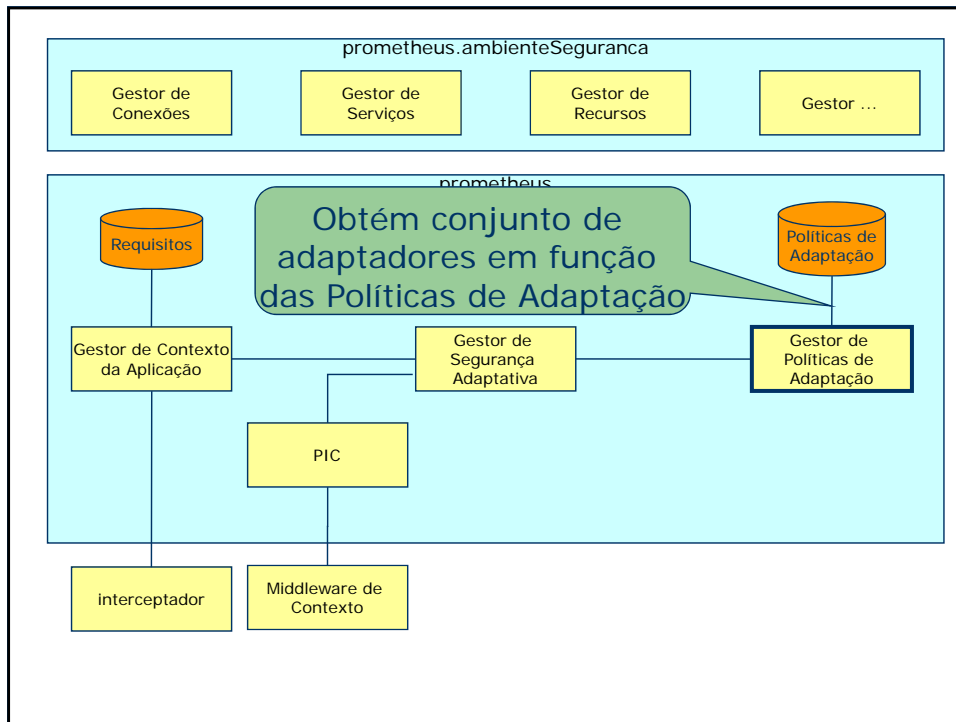 prometheus.ambienteSeguranca
Gestor de
Conexões
Gestor de
Serviços
Gestor de
Recursos
Gestor ...
prometheus
Obtém conjunto de
adaptadores em função
das Políticas de Adaptação
Requisitos
Políticas de
Adaptação
Gestor de Contexto
da Aplicação
Gestor de
Segurança
Adaptativa
Gestor de
Políticas de
Adaptação
PIC
interceptador
Middleware de
Contexto